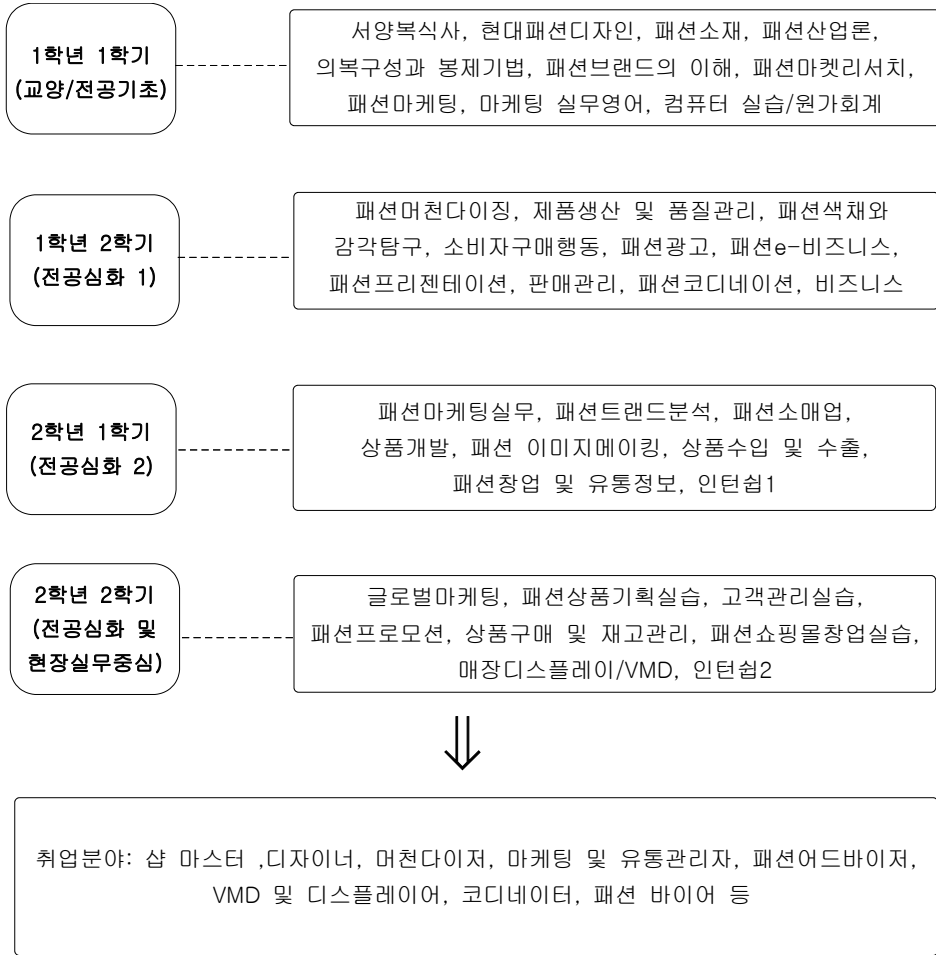 1학년 1학기
(교양/전공기초)
서양복식사, 현대패션디자인, 패션소재, 패션산업론,
의복구성과 봉제기법, 패션브랜드의 이해, 패션마켓리서치,
패션마케팅, 마케팅 실무영어, 컴퓨터 실습/원가회계
1학년 2학기
(전공심화 1)
패션머천다이징, 제품생산 및 품질관리, 패션색채와
감각탐구, 소비자구매행동, 패션광고, 패션e-비즈니스,
패션프리젠테이션, 판매관리, 패션코디네이션, 비즈니스
2학년 1학기
(전공심화 2)
패션마케팅실무, 패션트랜드분석, 패션소매업,
상품개발, 패션 이미지메이킹, 상품수입 및 수출,
패션창업 및 유통정보, 인턴쉽1
2학년 2학기
(전공심화 및
현장실무중심)
글로벌마케팅, 패션상품기획실습, 고객관리실습,
패션프로모션, 상품구매 및 재고관리, 패션쇼핑몰창업실습,
매장디스플레이/VMD, 인턴쉽2
취업분야: 샵 마스터 ,디자이너, 머천다이저, 마케팅 및 유통관리자, 패션어드바이저,
VMD 및 디스플레이어, 코디네이터, 패션 바이어 등